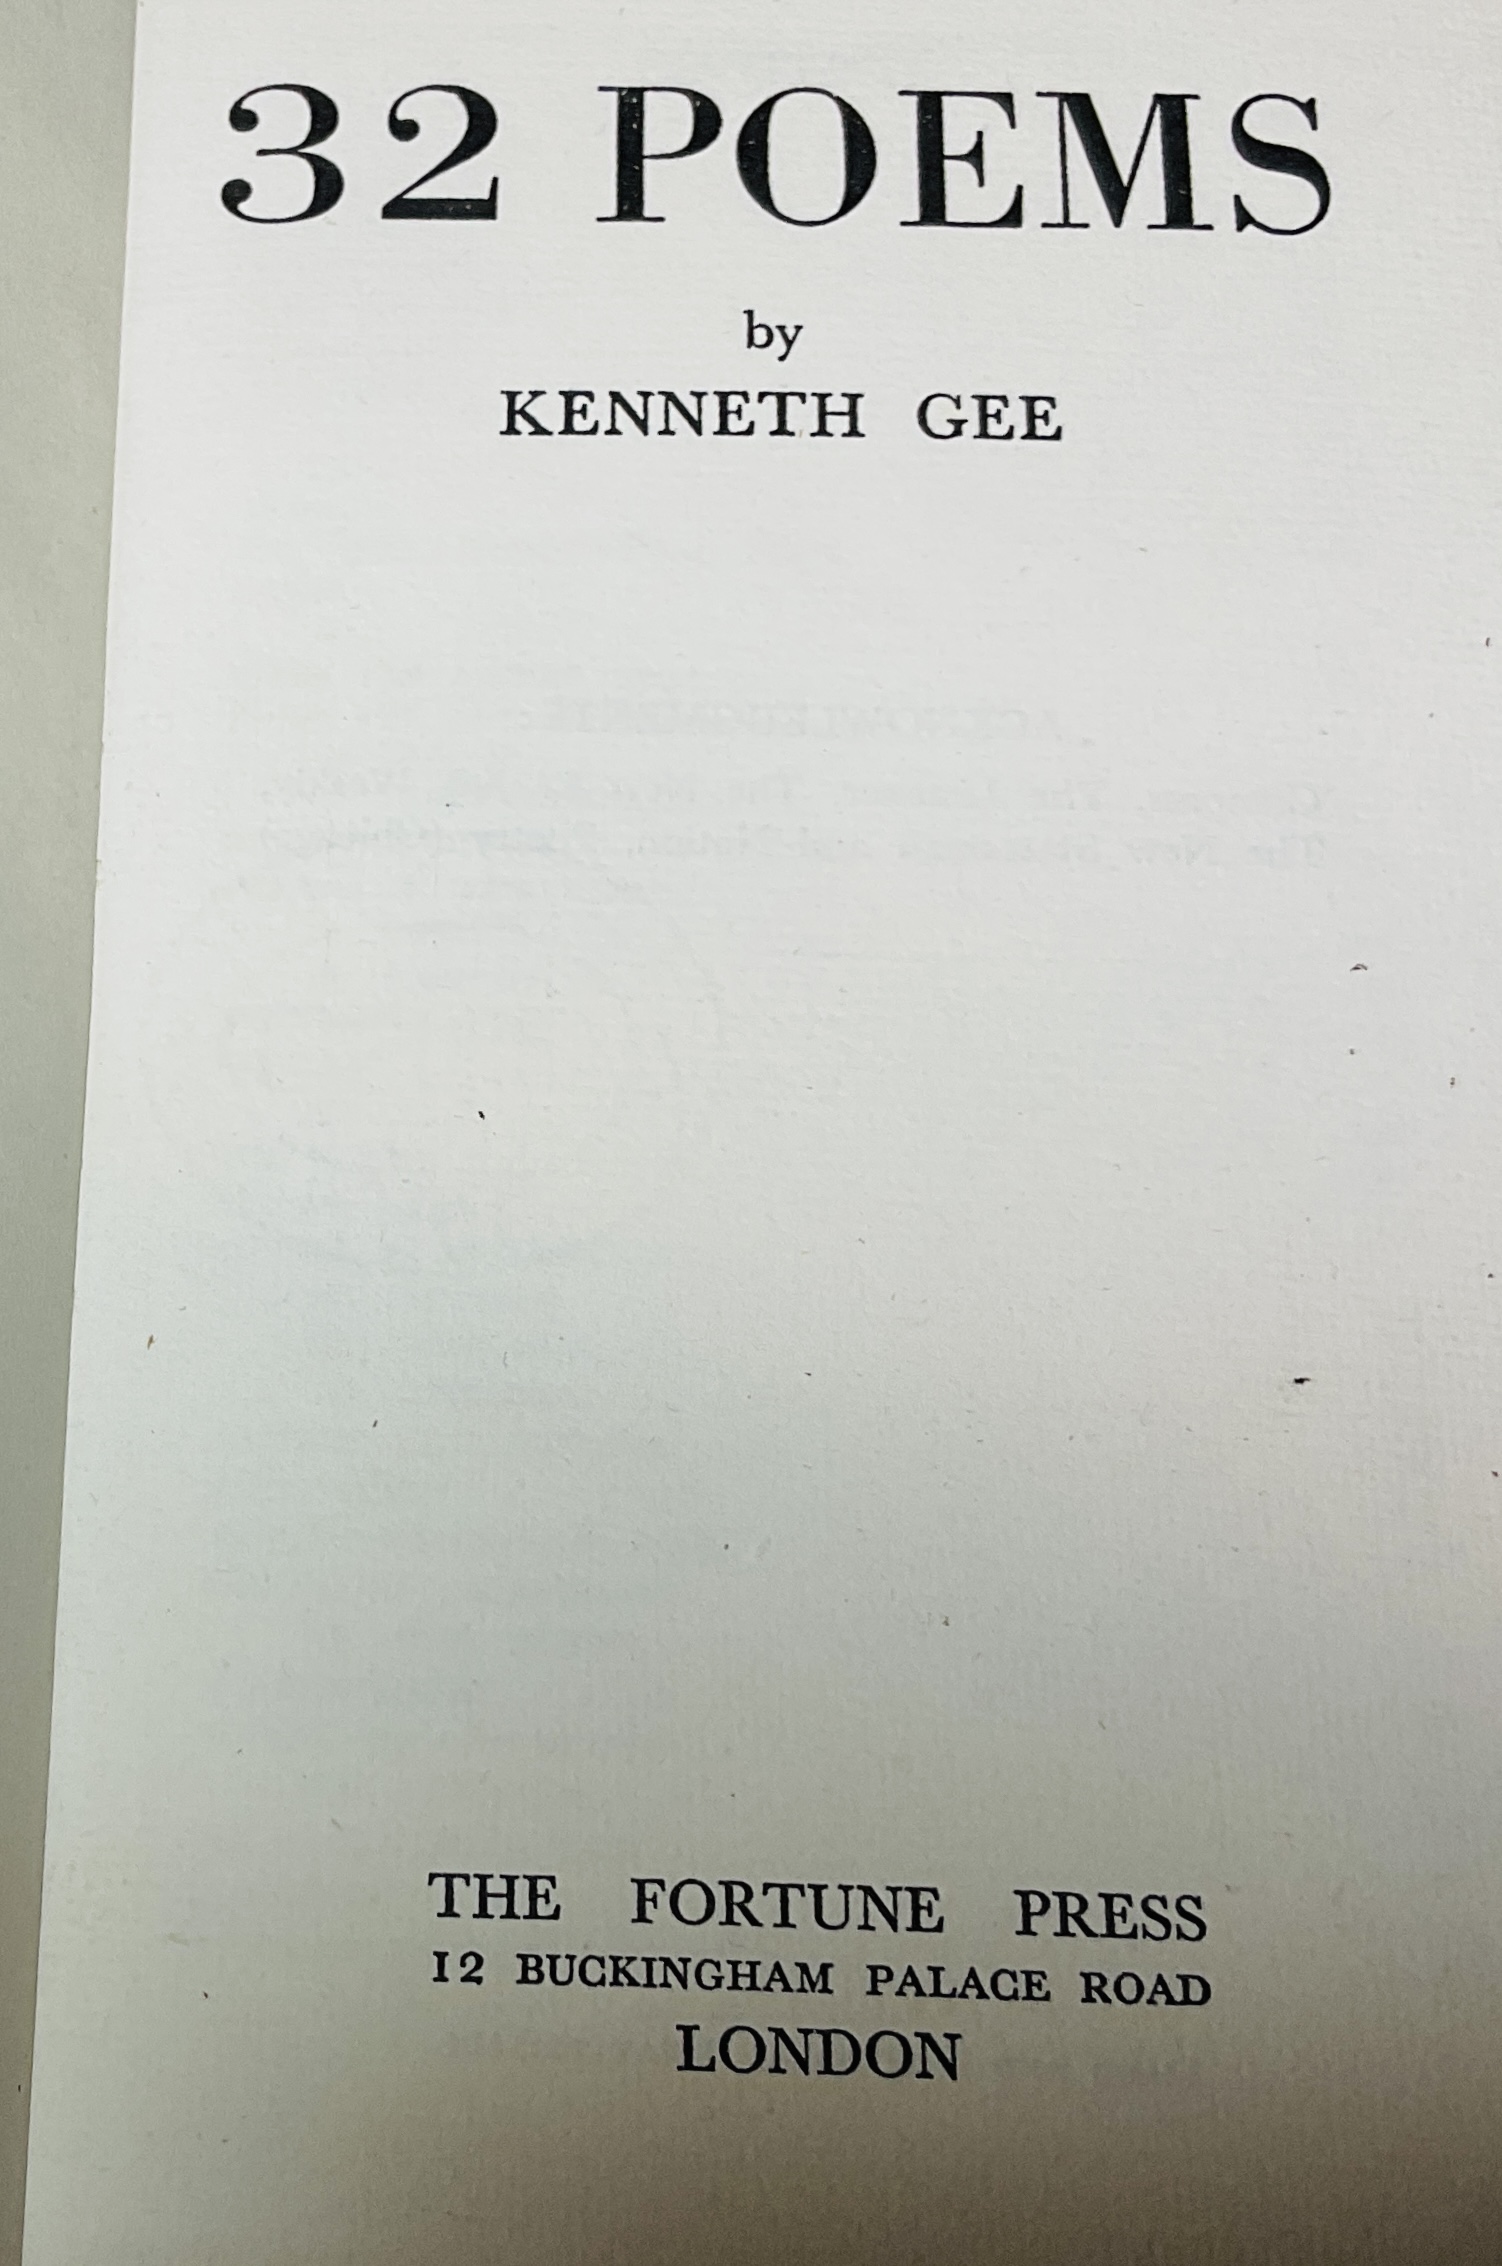 32 POEMS
by
KENNETH GEE
THE FORTUNE PRESS
12 BUCKINGHAM PALACE ROAD
LONDON